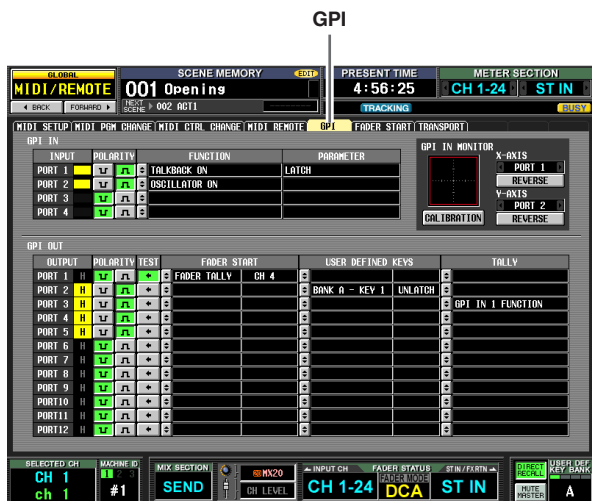 GPI
GLOBAL
MIDI/REMOTE
BACK FORWARD
SCENE MEMORY EDIT
001 Opening
NEXT SCENE 002 ACT1
PRESENT TIME
4:56:25
TRACKING
METER SECTION
CH 1-24 ST IN
BUSY
MIDI SETUP MIDI PGM CHANGE MIDI CTRL CHANGE MIDI REMOTE GPI FADER START TRANSPORT
GPI IN
INPUT POLARITY FUNCTION PARAMETER
PORT 1 TALKBACK ON LATCH
PORT 2 OSCILLATOR ON
PORT 3
PORT 4
GPI IN MONITOR
X-AXIS
PORT 1
REVERSE
Y-AXIS
PORT 2
CALIBRATION REVERSE
GPI OUT
OUTPUT POLARITY TEST FADER START USER DEFINED KEYS TALLY
PORT 1 H FADER TALLY CH 4
PORT 2 H BANK A - KEY 1 UNLATCH
PORT 3 H GPI IN 1 FUNCTION
PORT 4 H
PORT 5 H
PORT 6 H
PORT 7 H
PORT 8 H
PORT 9 H
PORT10 H
PORT11 H
PORT12 H
SELECTED CH
CH 1
ch 1
MACHINE ID
1 2 3
#1
MIX SECTION
SEND
MX20
CH LEVEL
INPUT CH FADER STATUS ST IN/FXRTN
FADER MODE
CH 1-24 DCA ST IN
DIRECT RECALL
MUTE MASTER
USER DEF KEY BANK
A